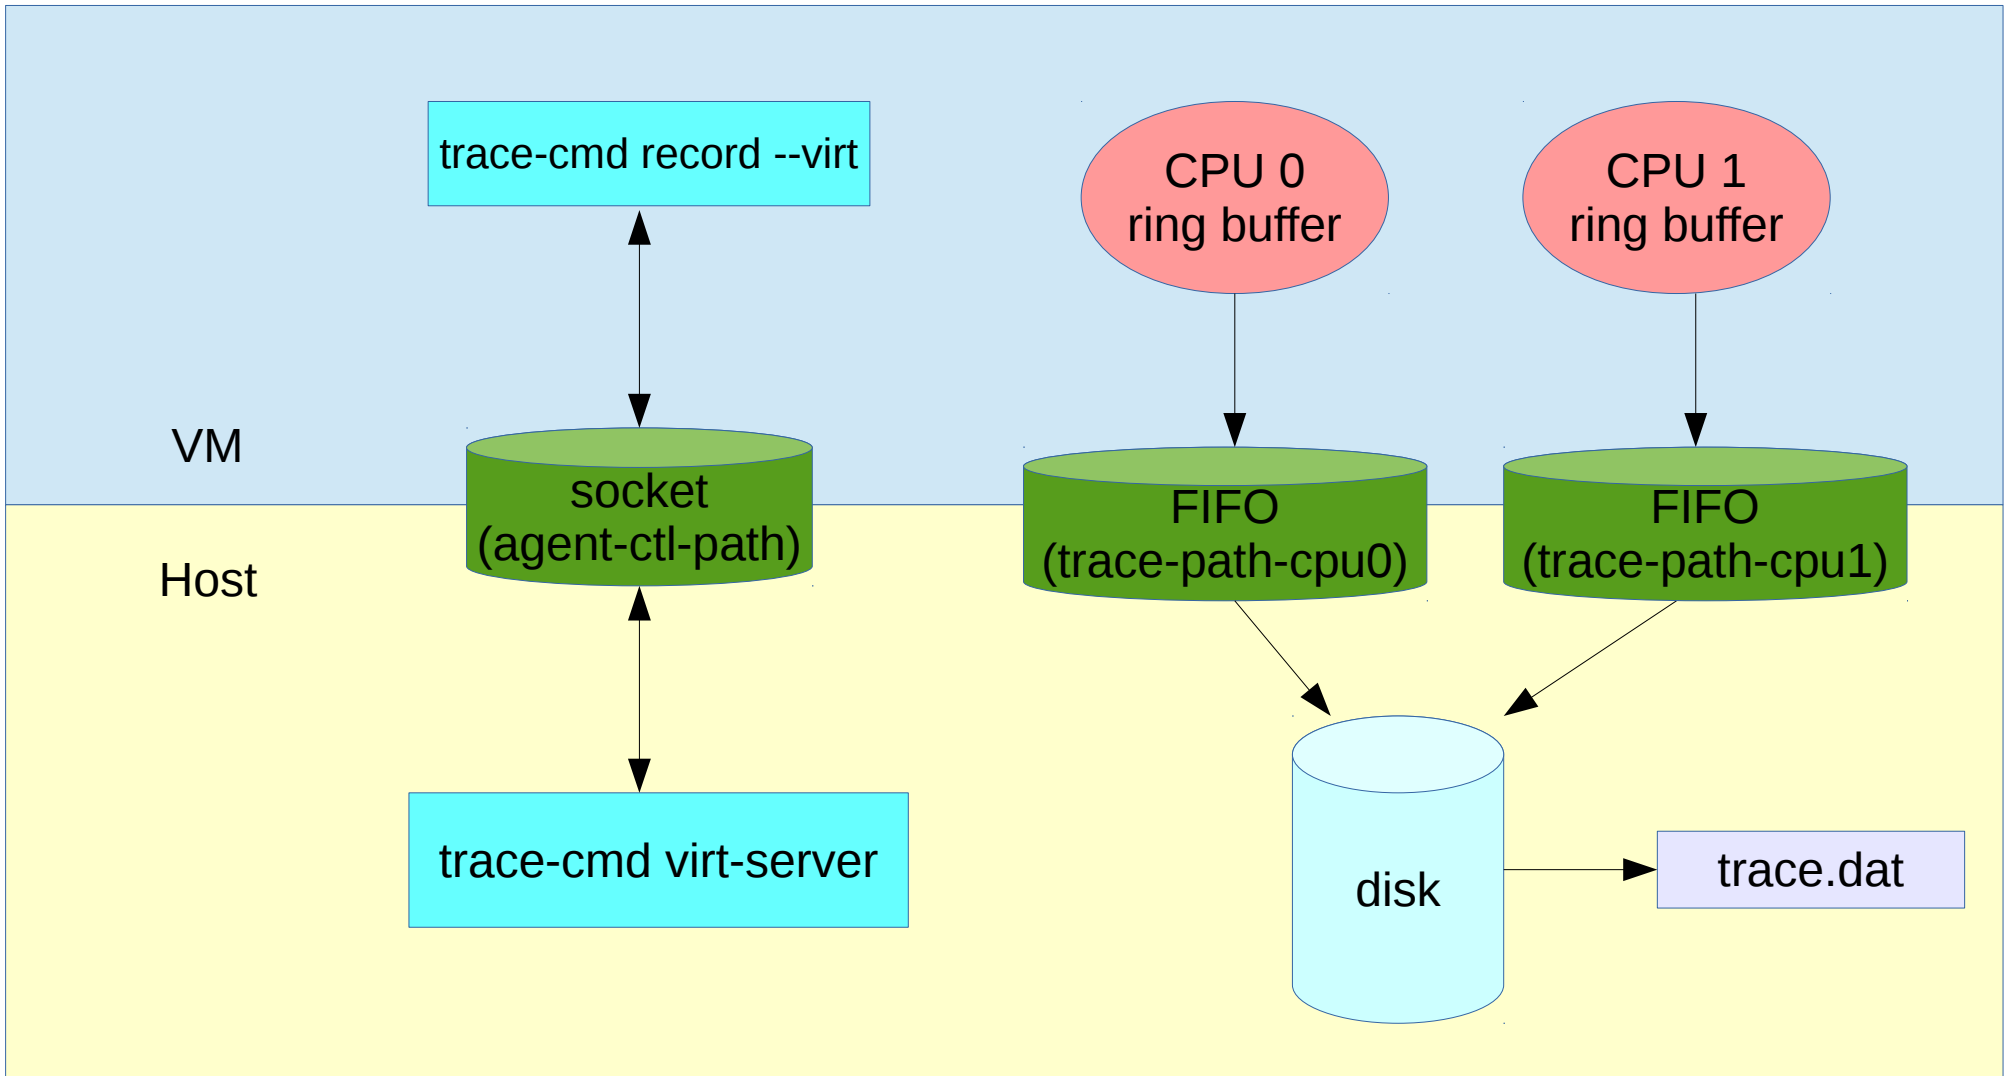 trace-cmd record --virt
CPU 0
ring buffer
CPU 1
ring buffer
VM
socket
(agent-ctl-path)
FIFO
(trace-path-cpu0)
FIFO
(trace-path-cpu1)
Host
trace-cmd virt-server
disk
trace.dat